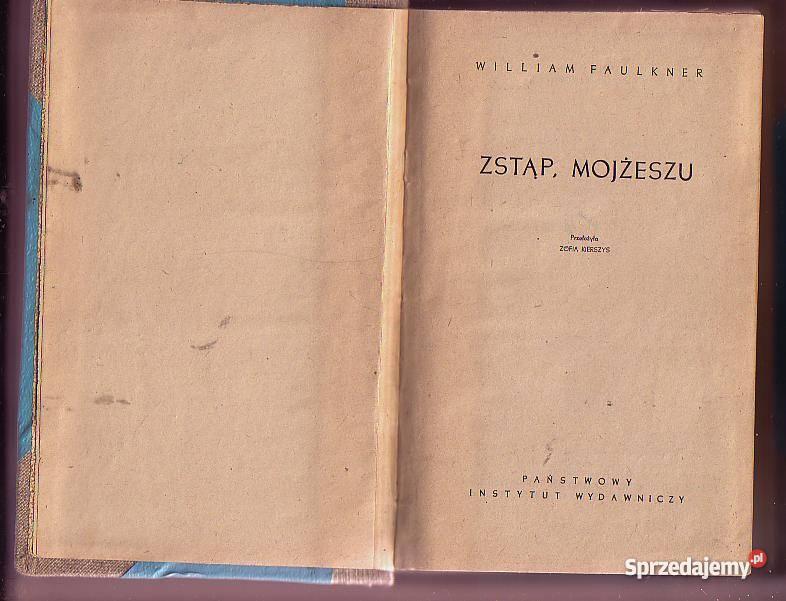 WILLIAM FAULKNER
ZSTĄP, MOJŻESZU
Przełożyła
ZOFIA KIERSZYS
PAŃSTWOWY
INSTYTUT WYDAWNICZY
Sprzedajemy.pl